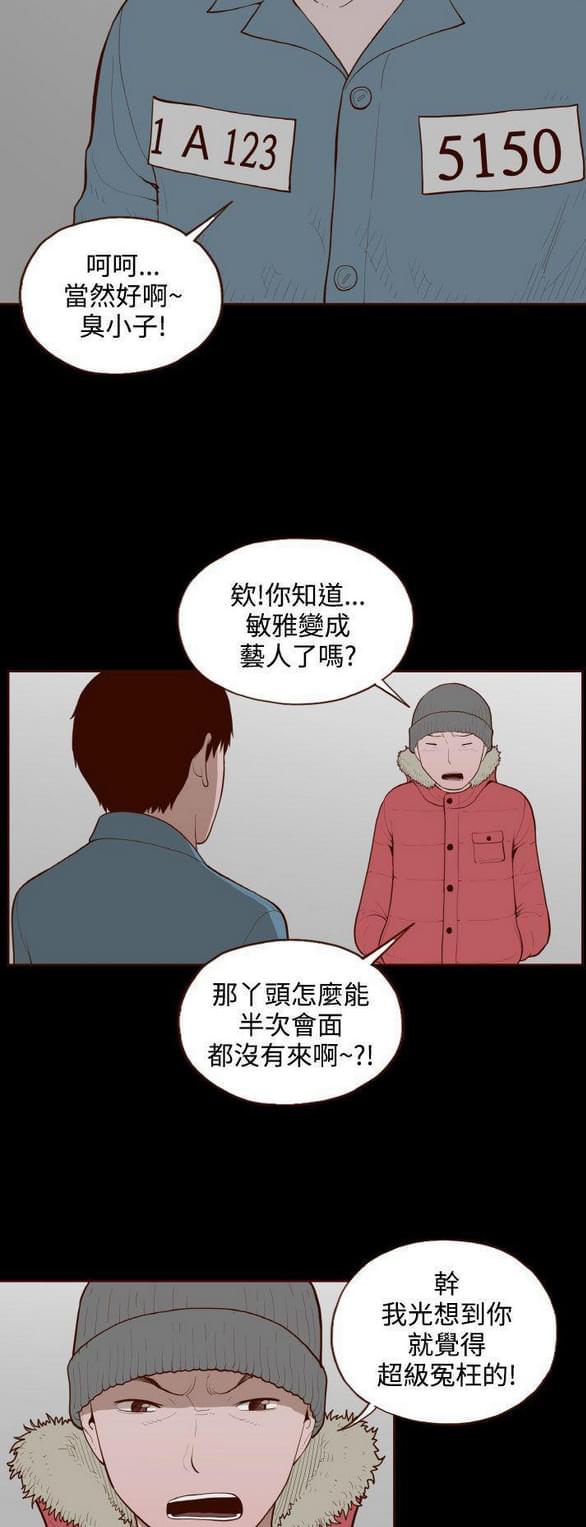 1 A 123
5150
呵呵...
當然好啊~
臭小子!
欸!你知道...
敏雅變成
藝人了嗎?
那丫頭怎麼能
半次會面
都沒有來啊~?!
幹
我光想到你
就覺得
超級冤枉的!